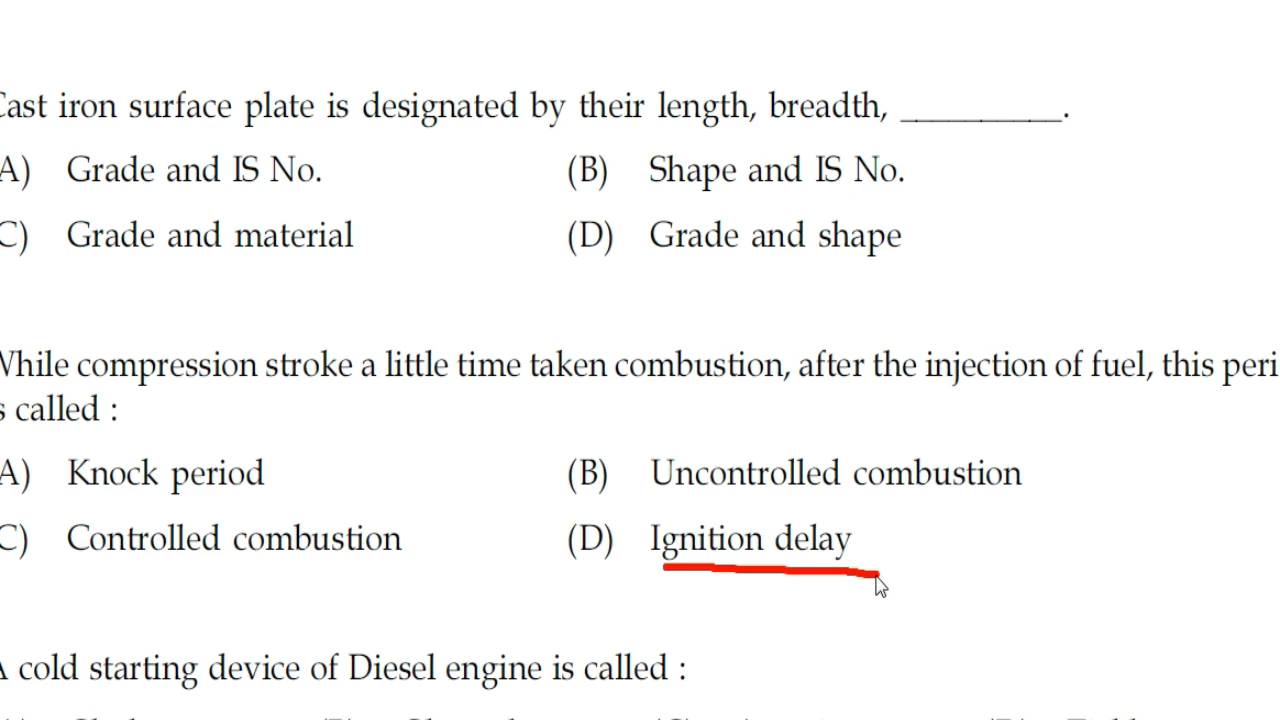 Cast iron surface plate is designated by their length, breadth, __________.
A) Grade and IS No. (B) Shape and IS No.
C) Grade and material (D) Grade and shape
While compression stroke a little time taken combustion, after the injection of fuel, this peri
s called :
A) Knock period (B) Uncontrolled combustion
C) Controlled combustion (D) Ignition delay
A cold starting device of Diesel engine is called :